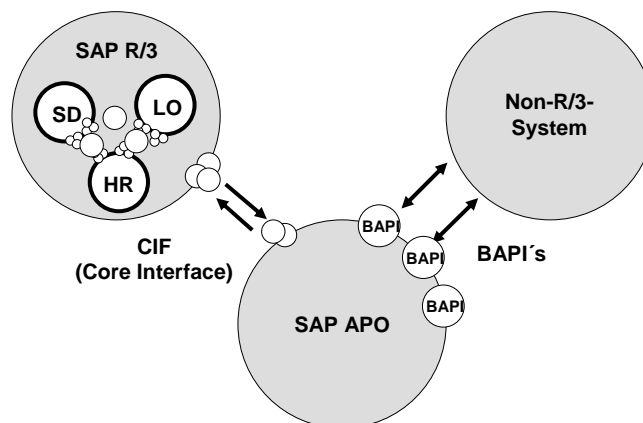 SAP R/3
SD
LO
HR
Non-R/3-
System
CIF
(Core Interface)
BAPI
BAPI
BAPI
BAPI´s
SAP APO